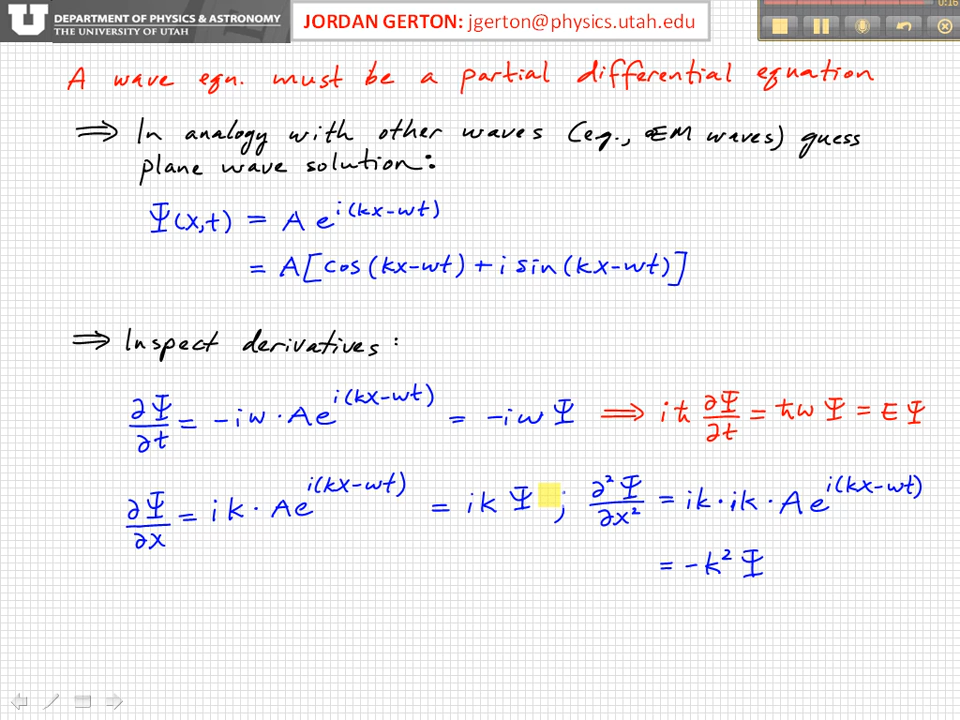 U DEPARTMENT OF PHYSICS & ASTRONOMY
THE UNIVERSITY OF UTAH
JORDAN GERTON: jgerton@physics.utah.edu
0:16
A wave eqn. must be a partial differential equation
⟹ In analogy with other waves (e.g., EM waves) guess
plane wave solution:
Ψ(x,t) = A e^{i(kx-ωt)}
= A[cos(kx-ωt) + i sin(kx-ωt)]
⟹ Inspect derivatives:
∂Ψ/∂t = -iω · Ae^{i(kx-ωt)} = -iω Ψ ⟹ iħ ∂Ψ/∂t = ħω Ψ = E Ψ
∂Ψ/∂x = ik · Ae^{i(kx-ωt)} = ik Ψ ; ∂²Ψ/∂x² = ik · ik · Ae^{i(kx-ωt)}
= -k² Ψ